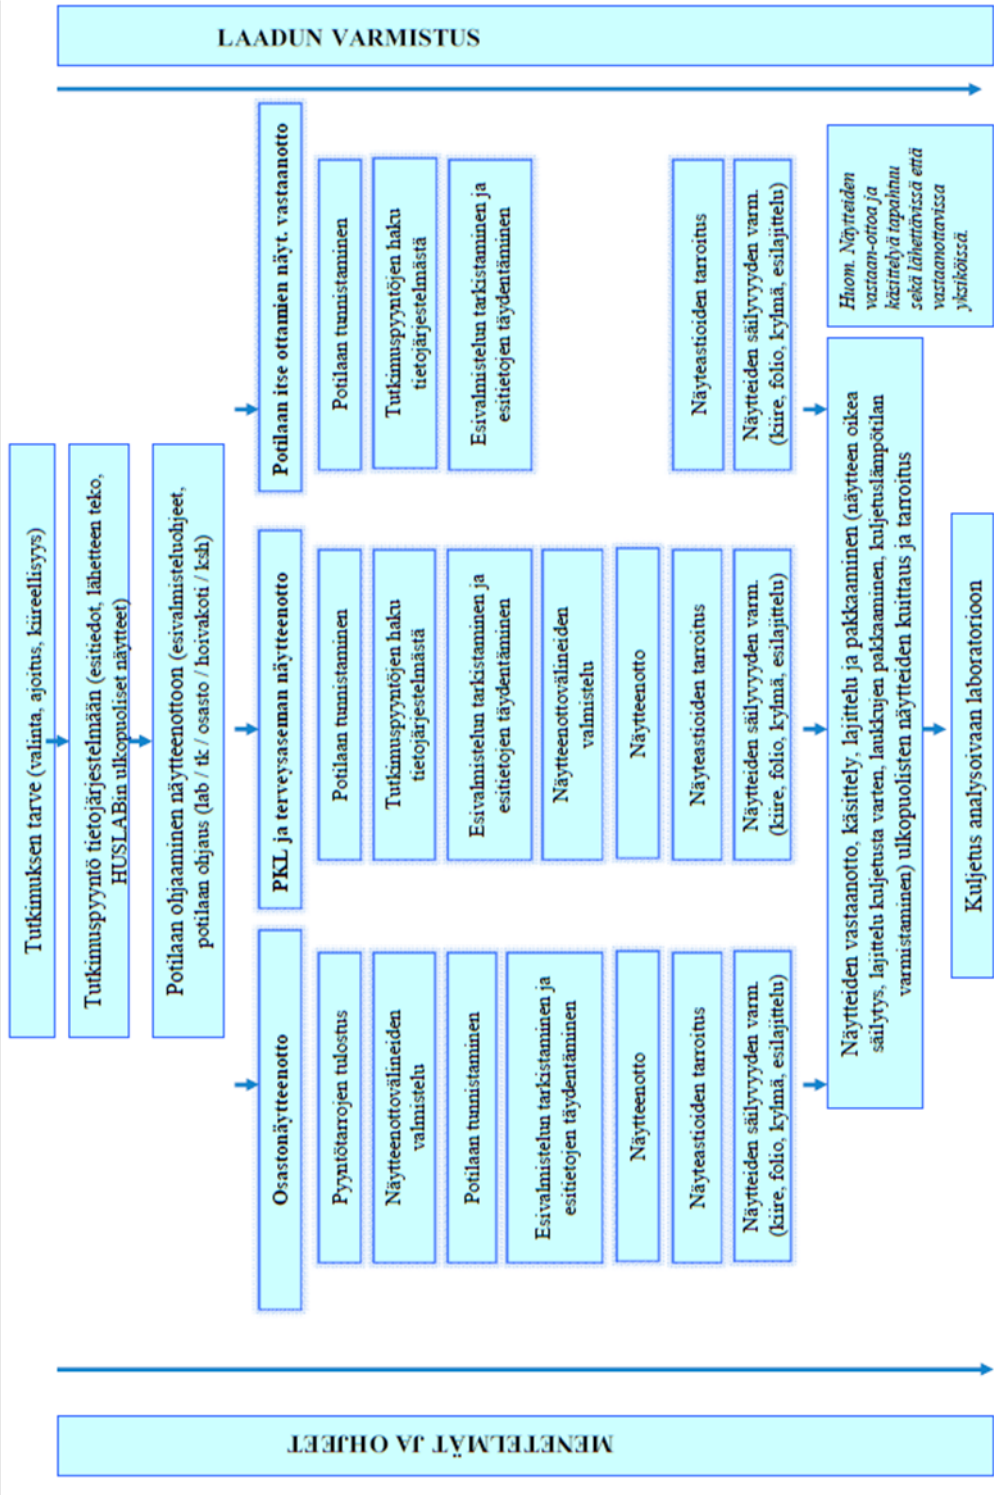 Tutkimuksen tarve (valinta, ajoitus, kiireellisyys)
Tutkimuspyyntö tietojärjestelmään (esitiedot, lähetteen teko,
HUSLABin ulkopuoliset näytteet)
Potilaan ohjaaminen näytteenottoon (esivalmisteluohjeet,
potilaan ohjaus (lab / tk / osasto / hoivakoti / ksh)
MENETELMÄT JA OHJEET
Osastonäytteenotto
Pyyntötarrojen tulostus
Näytteenottovälineiden
valmistelu
Potilaan tunnistaminen
Esivalmistelun tarkistaminen ja
esitietojen täydentäminen
Näytteenotto
Näyteastioiden tarroitus
Näytteiden säilyvyyden varm.
(kiire, folio, kylmä, esilajittelu)
PKL ja terveysaseman näytteenotto
Potilaan tunnistaminen
Tutkimuspyyntöjen haku
tietojärjestelmästä
Esivalmistelun tarkistaminen ja
esitietojen täydentäminen
Näytteenottovälineiden
valmistelu
Näytteenotto
Näyteastioiden tarroitus
Näytteiden säilyvyyden varm.
(kiire, folio, kylmä, esilajittelu)
Potilaan itse ottamien näyt. vastaanotto
Potilaan tunnistaminen
Tutkimuspyyntöjen haku
tietojärjestelmästä
Esivalmistelun tarkistaminen ja
esitietojen täydentäminen
Näyteastioiden tarroitus
Näytteiden säilyvyyden varm.
(kiire, folio, kylmä, esilajittelu)
LAADUN VARMISTUS
Näytteiden vastaanotto, käsittely, lajittelu ja pakkaaminen (näytteen oikea
säilytys, lajittelu kuljetusta varten, laukkujen pakkaaminen, kuljetuslämpötilan
varmistaminen) ulkopuolisten näytteiden kuittaus ja tarroitus
Huom. Näytteiden
vastaan-ottoa ja
käsittelyä tapahtuu
sekä lähettävissä että
vastaanottavissa
yksiköissä.
Kuljetus analysoivaan laboratorioon